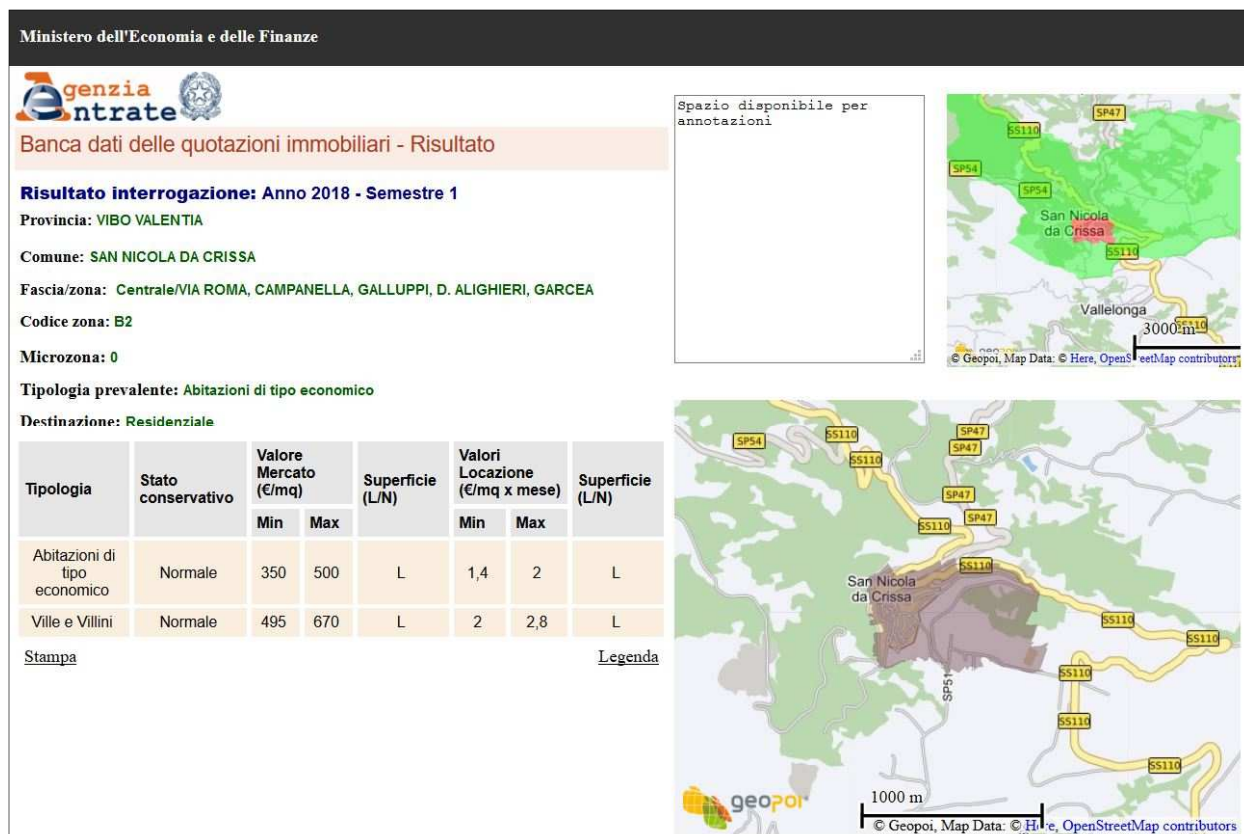 Ministero dell'Economia e delle Finanze
Agenzia
Entrate
Banca dati delle quotazioni immobiliari - Risultato
Risultato interrogazione: Anno 2018 - Semestre 1
Provincia: VIBO VALENTIA
Comune: SAN NICOLA DA CRISSA
Fascia/zona: Centrale/VIA ROMA, CAMPANELLA, GALLUPPI, D. ALIGHIERI, GARCEA
Codice zona: B2
Microzona: 0
Tipologia prevalente: Abitazioni di tipo economico
Destinazione: Residenziale
Tipologia
Stato
conservativo
Valore
Mercato
(€/mq)
Superficie
(L/N)
Valori
Locazione
(€/mq x mese)
Superficie
(L/N)
Min Max
Min Max
Abitazioni di
tipo
economico
Normale 350 500 L 1,4 2 L
Ville e Villini Normale 495 670 L 2 2,8 L
Stampa
Legenda
Spazio disponibile per
annotazioni
SP47
SS110
SP54
SP54
San Nicola
da Crissa
SS110
Vallelonga
SS110
3000 m
© Geopoi, Map Data: © Here, OpenStreetMap contributors
SP54
SS110
SP47
SP47
SS110
SP47
SS110
SP47
SS110
San Nicola
da Crissa
SS110
SS110
SS110
SP51
SS110
SS110
geopoi
1000 m
© Geopoi, Map Data: © Here, OpenStreetMap contributors